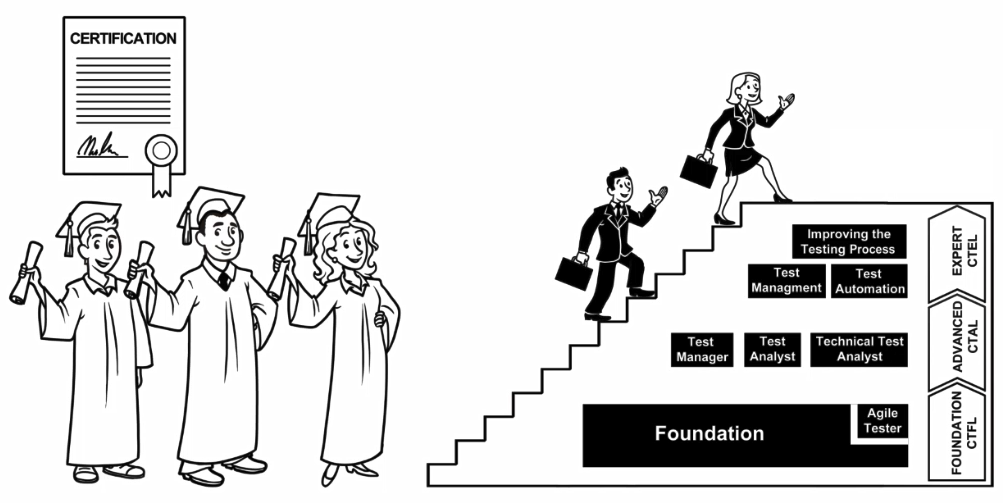 CERTIFICATION
Improving the
Testing Process
Test
Managment
Test
Automation
EXPERT
CTEL
Test
Manager
Test
Analyst
Technical Test
Analyst
ADVANCED
CTAL
Foundation
Agile
Tester
FOUNDATION
CTFL